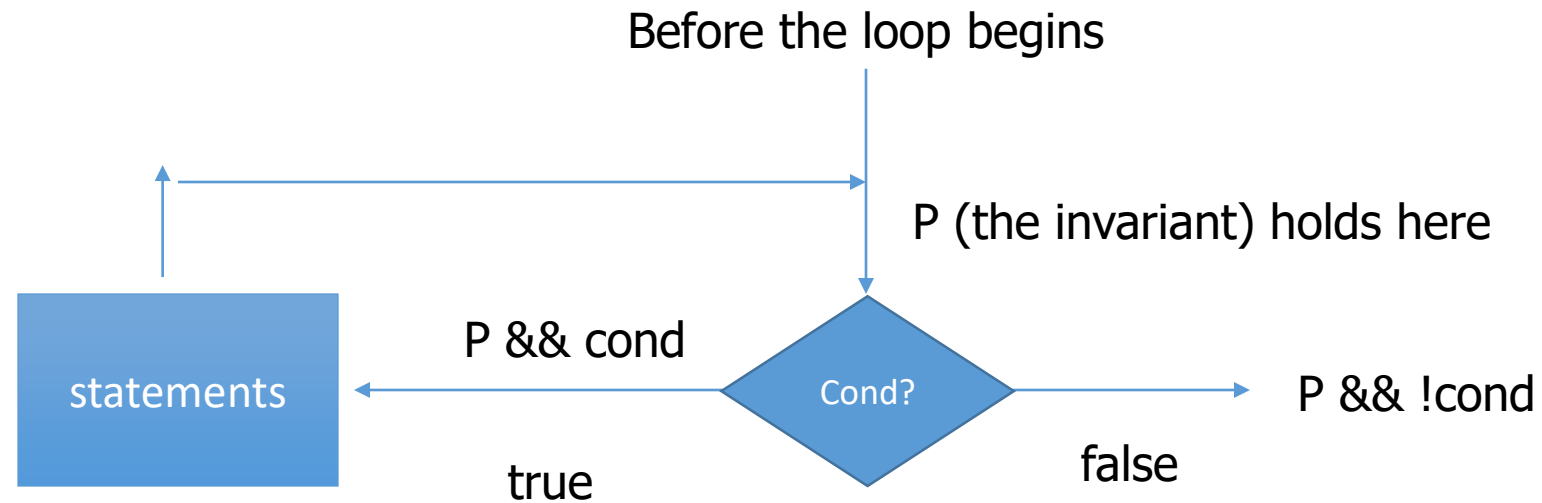 Before the loop begins
P (the invariant) holds here
P && cond
statements
Cond?
P && !cond
true
false